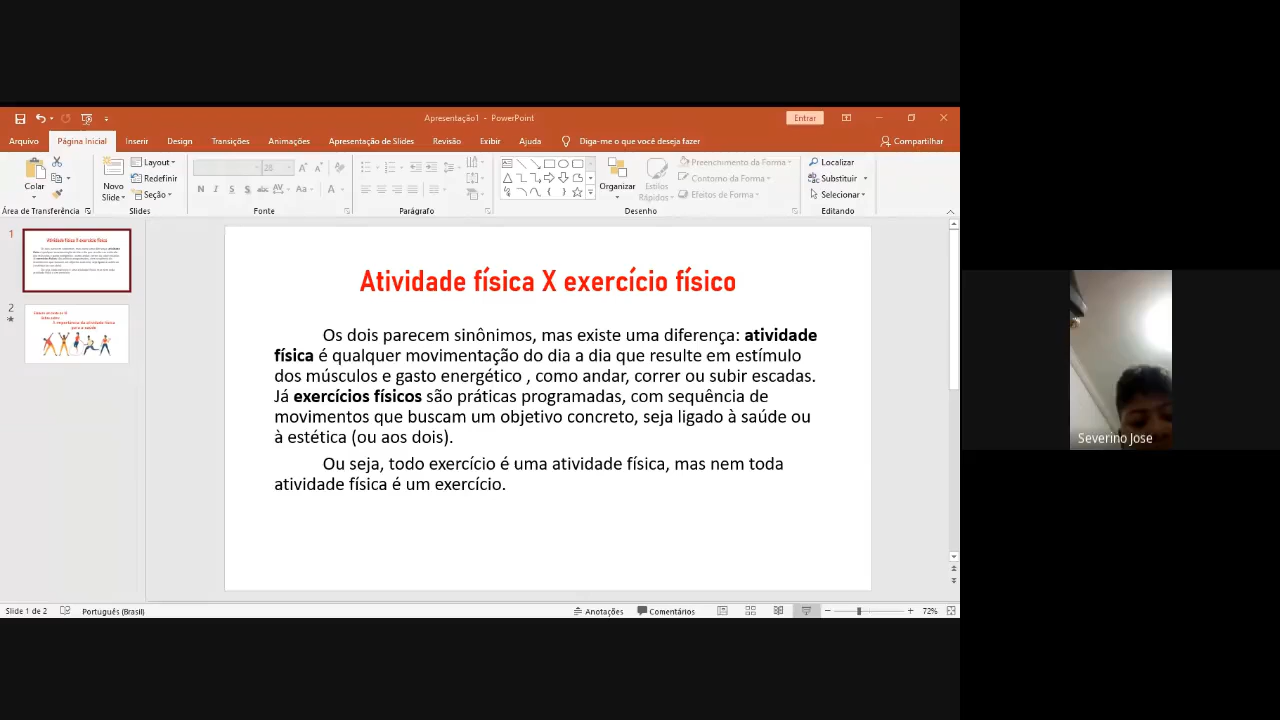 Apresentação1 - PowerPoint
Entrar
Arquivo Página Inicial Inserir Design Transições Animações Apresentação de Slides Revisão Exibir Ajuda Diga-me o que você deseja fazer Compartilhar
Colar
Área de Transferência
Novo Slide
Layout
Redefinir
Seção
Slides
28
N I S S abc AV Aa A
Fonte
Parágrafo
Organizar
Estilos Rápidos
Preenchimento da Forma
Contorno da Forma
Efeitos de Forma
Desenho
Localizar
Substituir
Selecionar
Editando
1
2
Atividade física X exercício físico
Os dois parecem sinônimos, mas existe uma diferença: atividade
física é qualquer movimentação do dia a dia que resulte em estímulo
dos músculos e gasto energético , como andar, correr ou subir escadas.
Já exercícios físicos são práticas programadas, com sequência de
movimentos que buscam um objetivo concreto, seja ligado à saúde ou
à estética (ou aos dois).
Ou seja, todo exercício é uma atividade física, mas nem toda
atividade física é um exercício.
Severino Jose
Slide 1 de 2 Português (Brasil) Anotações Comentários 72%